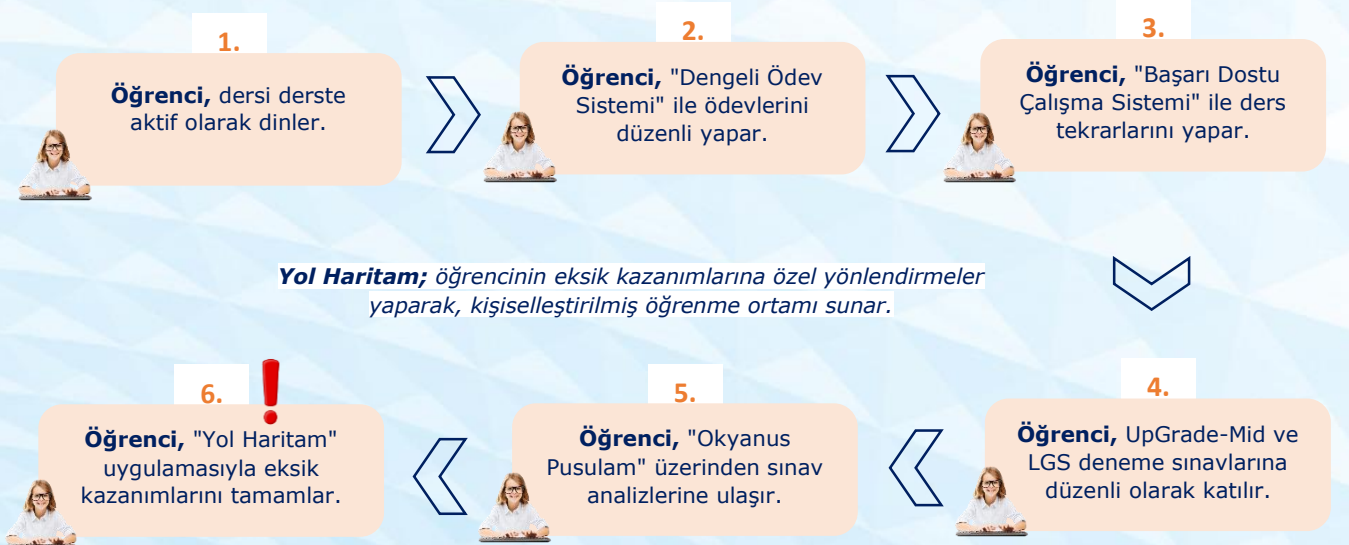 1.
Öğrenci, dersi derste
aktif olarak dinler.
2.
Öğrenci, "Dengeli Ödev
Sistemi" ile ödevlerini
düzenli yapar.
3.
Öğrenci, "Başarı Dostu
Çalışma Sistemi" ile ders
tekrarlarını yapar.
Yol Haritam; öğrencinin eksik kazanımlarına özel yönlendirmeler
yaparak, kişiselleştirilmiş öğrenme ortamı sunar.
4.
Öğrenci, UpGrade-Mid ve
LGS deneme sınavlarına
düzenli olarak katılır.
5.
Öğrenci, "Okyanus
Pusulam" üzerinden sınav
analizlerine ulaşır.
6.
Öğrenci, "Yol Haritam"
uygulamasıyla eksik
kazanımlarını tamamlar.